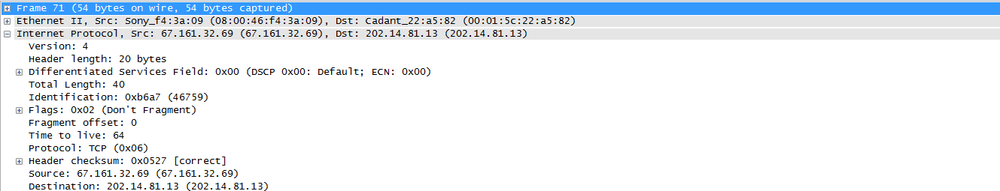 Frame 71 (54 bytes on wire, 54 bytes captured)
Ethernet II, Src: Sony_f4:3a:09 (08:00:46:f4:3a:09), Dst: Cadant_22:a5:82 (00:01:5c:22:a5:82)
Internet Protocol, Src: 67.161.32.69 (67.161.32.69), Dst: 202.14.81.13 (202.14.81.13)
Version: 4
Header length: 20 bytes
Differentiated Services Field: 0x00 (DSCP 0x00: Default; ECN: 0x00)
Total Length: 40
Identification: 0xb6a7 (46759)
Flags: 0x02 (Don't Fragment)
Fragment offset: 0
Time to live: 64
Protocol: TCP (0x06)
Header checksum: 0x0527 [correct]
Source: 67.161.32.69 (67.161.32.69)
Destination: 202.14.81.13 (202.14.81.13)